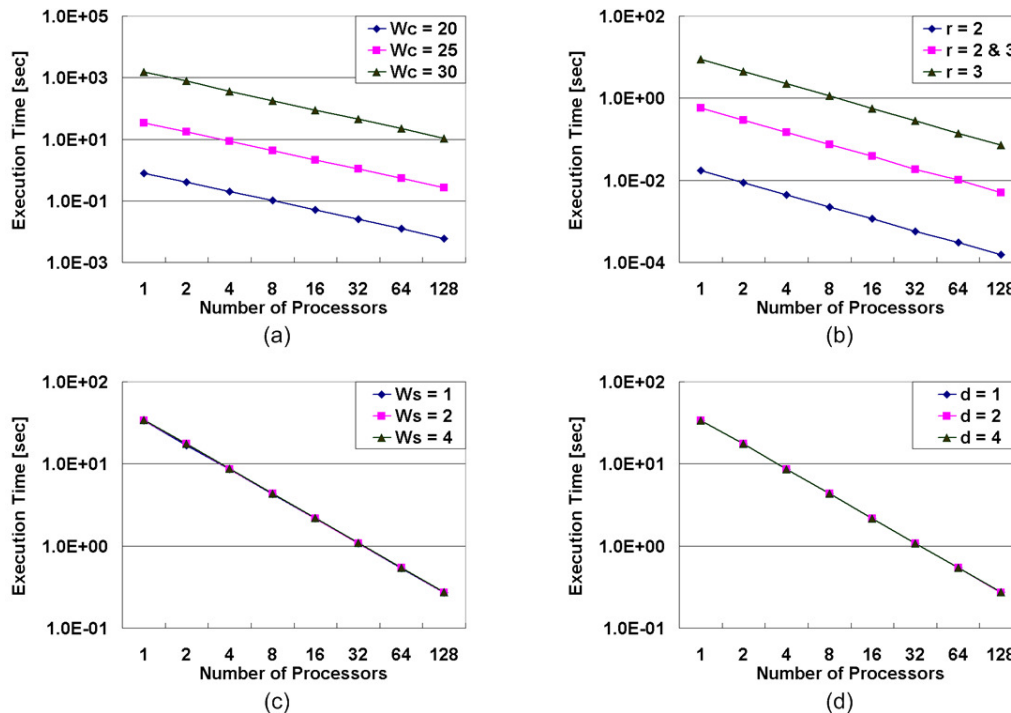 1.0E+05
1.0E+03
1.0E+01
1.0E-01
1.0E-03
Execution Time [sec]
Wc = 20
Wc = 25
Wc = 30
1 2 4 8 16 32 64 128
Number of Processors
(a)
1.0E+02
1.0E+00
1.0E-02
1.0E-04
Execution Time [sec]
r = 2
r = 2 & 3
r = 3
1 2 4 8 16 32 64 128
Number of Processors
(b)
1.0E+02
1.0E+01
1.0E+00
1.0E-01
Execution Time [sec]
Ws = 1
Ws = 2
Ws = 4
1 2 4 8 16 32 64 128
Number of Processors
(c)
1.0E+02
1.0E+01
1.0E+00
1.0E-01
Execution Time [sec]
d = 1
d = 2
d = 4
1 2 4 8 16 32 64 128
Number of Processors
(d)